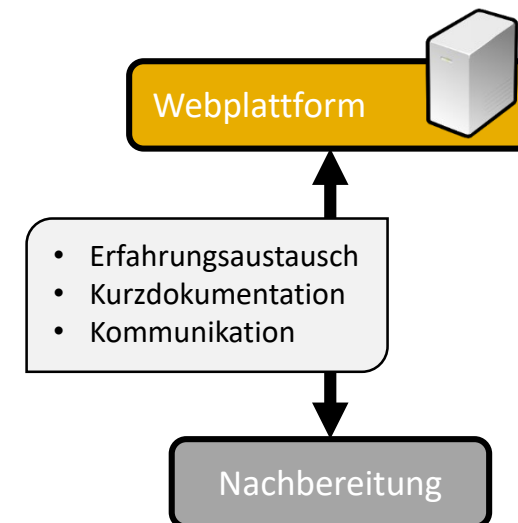 Webplattform
• Erfahrungsaustausch
• Kurzdokumentation
• Kommunikation
Nachbereitung